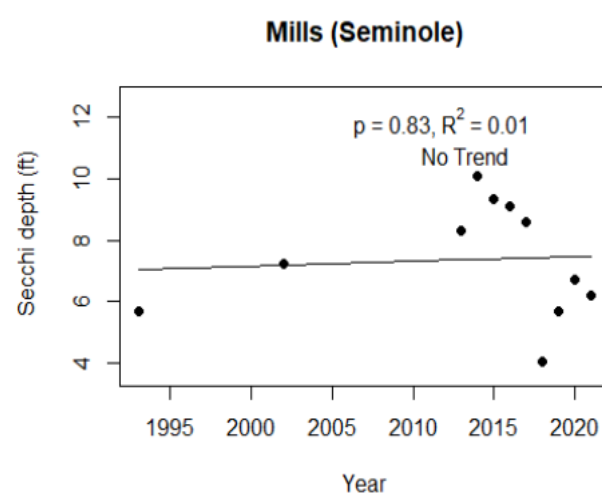 Mills (Seminole)
p = 0.83, R² = 0.01
No Trend
Secchi depth (ft)
12
10
8
6
4
1995 2000 2005 2010 2015 2020
Year